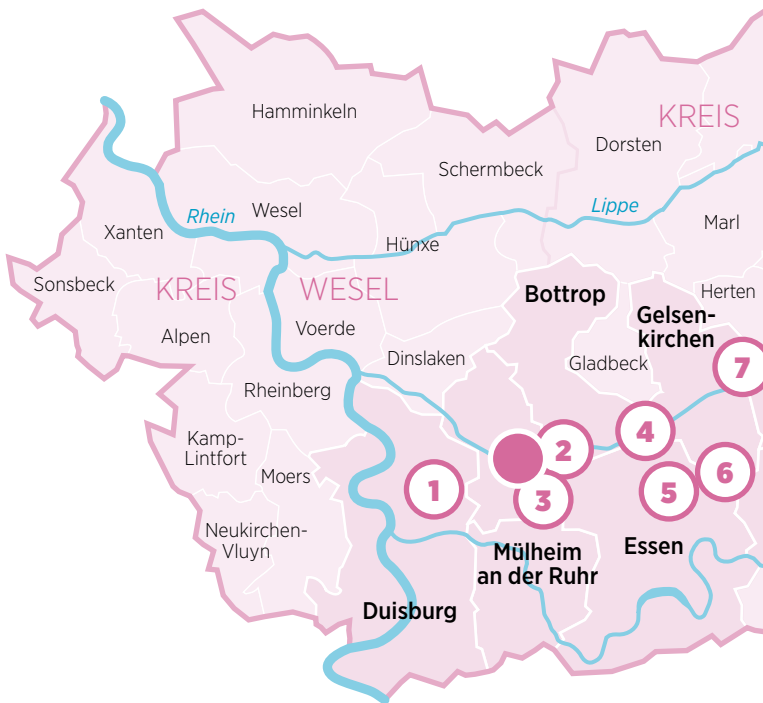 Hamminkeln
KREIS
Dorsten
Schermbeck
Rhein
Wesel
Lippe
Marl
Xanten
Hünxe
Sonsbeck
KREIS WESEL
Bottrop
Herten
Gelsen-
kirchen
Voerde
Alpen
Dinslaken
Gladbeck
7
Rheinberg
4
Kamp-
Lintfort
2
Moers
6
1
5
3
Neukirchen-
Vluyn
Mülheim
an der Ruhr
Essen
Duisburg